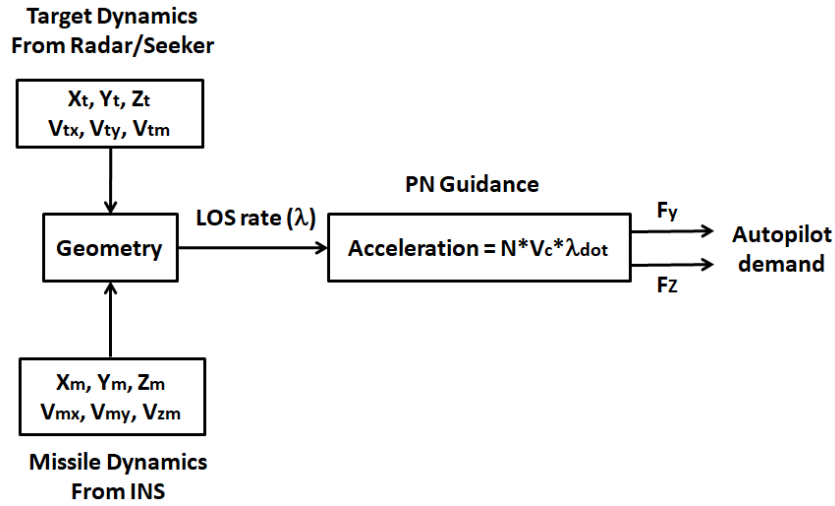 Target Dynamics
From Radar/Seeker
Xt, Yt, Zt
Vtx, Vty, Vtm
PN Guidance
LOS rate (λ)
Geometry
Acceleration = N*Vc*λdot
Fy
Fz
Autopilot
demand
Xm, Ym, Zm
Vmx, Vmy, Vzm
Missile Dynamics
From INS